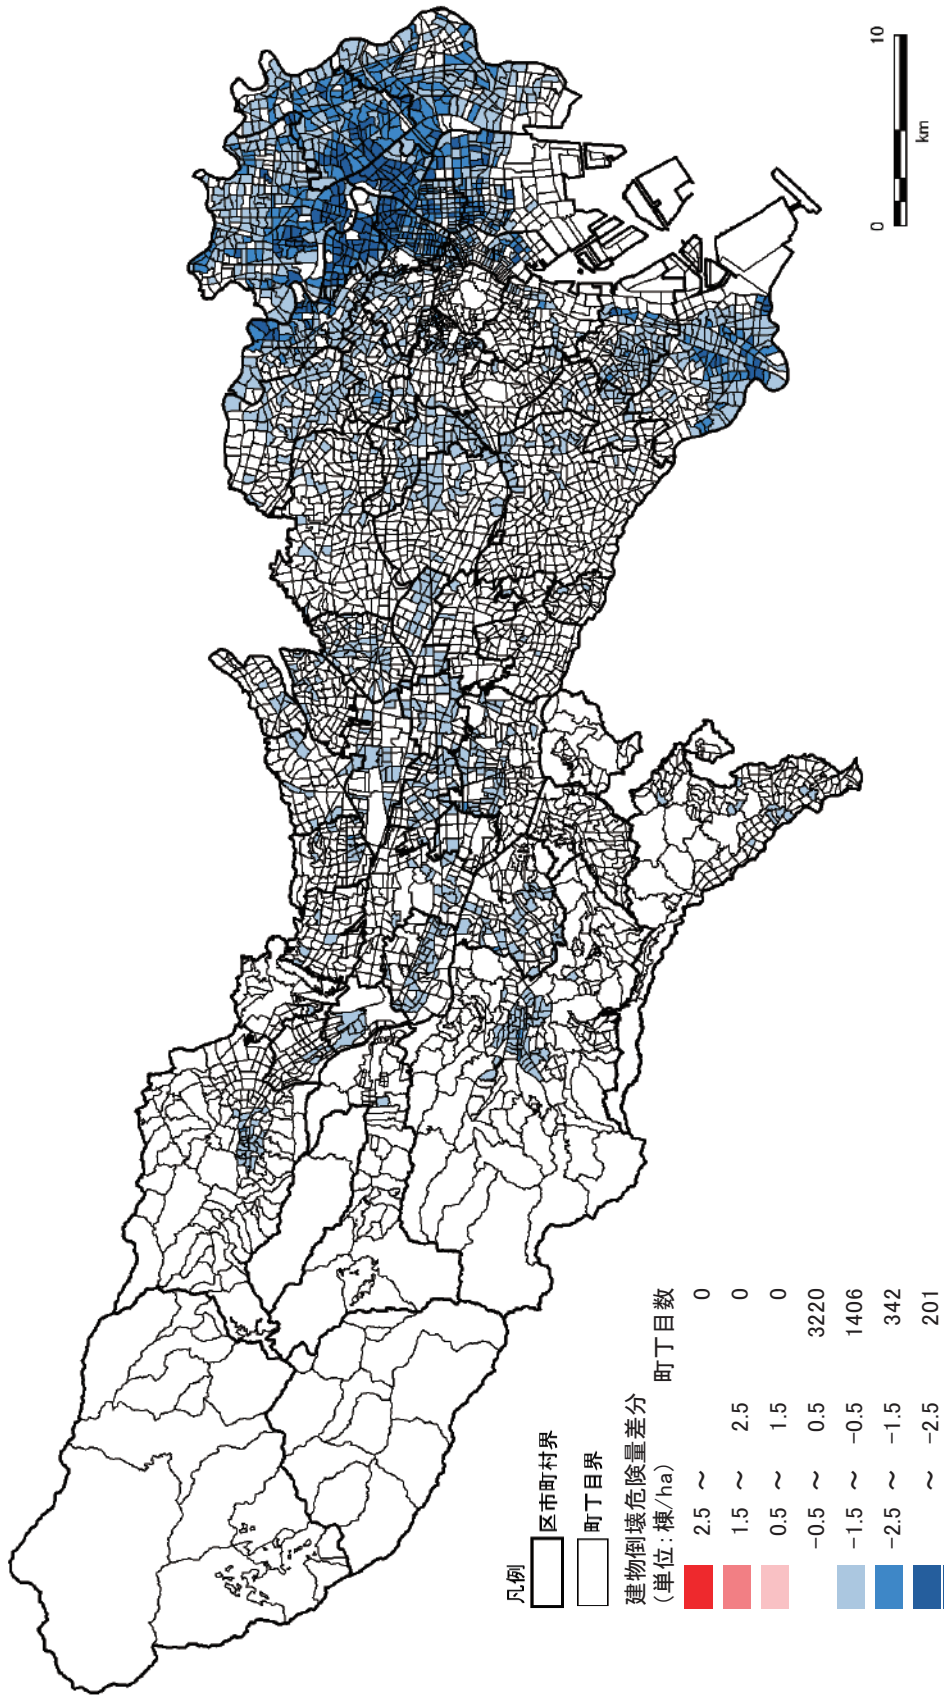 凡例
区市町村界
町丁目界
建物倒壊危険量差分
(単位:棟/ha) 町丁目数
2.5 ～ 0
1.5 ～ 2.5 0
0.5 ～ 1.5 0
-0.5 ～ 0.5 3220
-1.5 ～ -0.5 1406
-2.5 ～ -1.5 342
～ -2.5 201
0 10
km